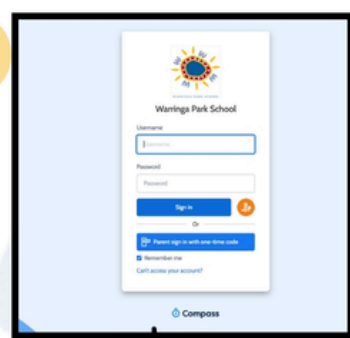 Warringa Park School
Username
Username
Password
Password
Sign in
Or
Parent sign in with one-time code
Remember me
Can't access your account?
Compass